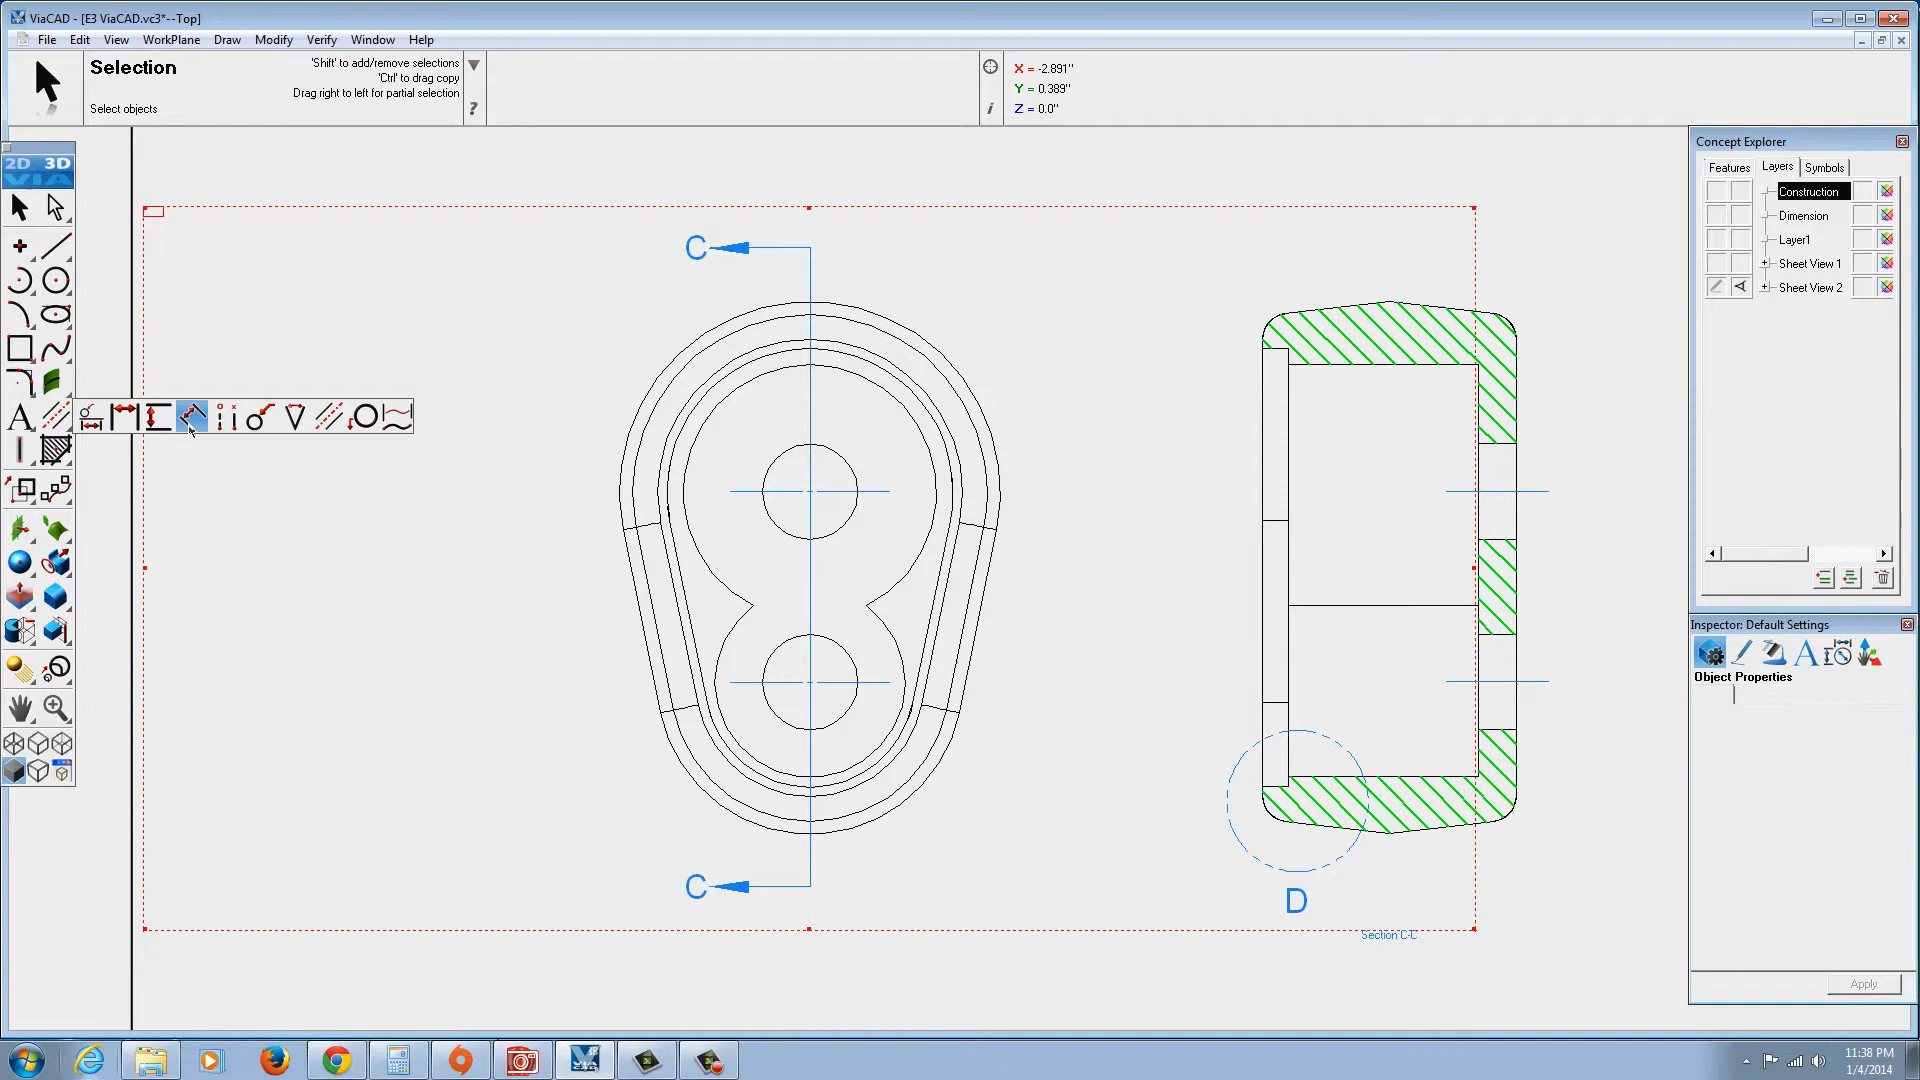 ViaCAD - [E3 ViaCAD.vc3*--Top]
File Edit View WorkPlane Draw Modify Verify Window Help
Selection
Select objects
'Shift' to add/remove selections
'Ctrl' to drag copy
Drag right to left for partial selection
?
i
X = -2.891"
Y = 0.389"
Z = 0.0"
2D 3D
VIA
A
C
C
D
Section C-C
Concept Explorer
Features Layers Symbols
Construction
Dimension
Layer1
Sheet View 1
Sheet View 2
Inspector: Default Settings
A
Object Properties
Apply
11:38 PM
1/4/2014